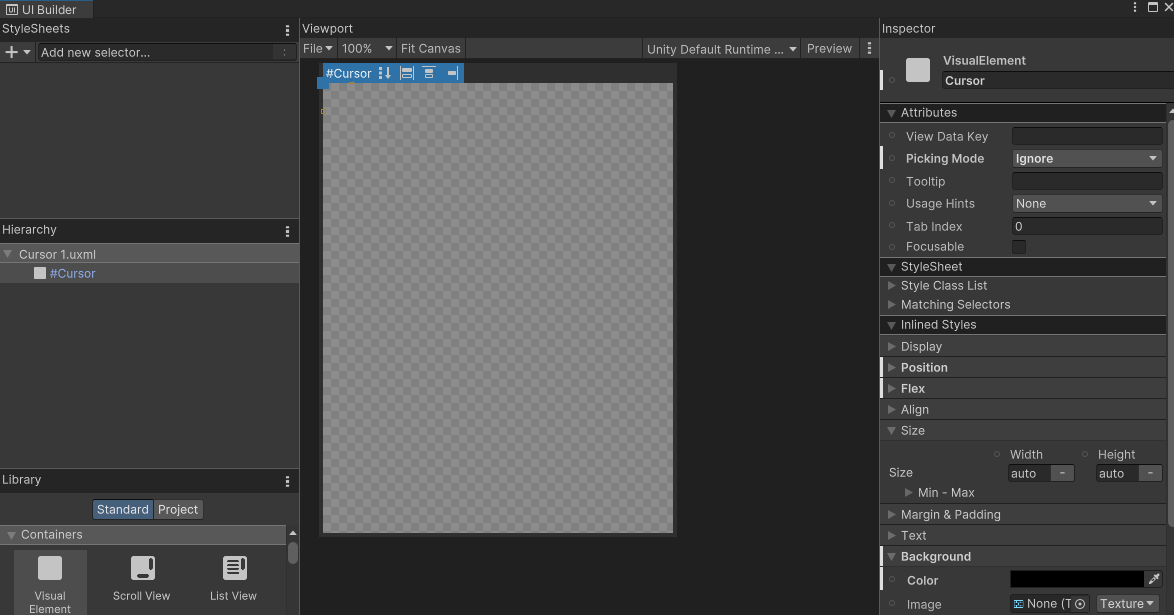 UI Builder
StyleSheets
Add new selector...
Hierarchy
Cursor 1.uxml
#Cursor
Library
Standard Project
Containers
Visual
Element
Scroll View
List View
Viewport
File 100% Fit Canvas
Unity Default Runtime ... Preview
#Cursor
Inspector
VisualElement
Cursor
Attributes
View Data Key
Picking Mode Ignore
Tooltip
Usage Hints None
Tab Index 0
Focusable
StyleSheet
Style Class List
Matching Selectors
Inlined Styles
Display
Position
Flex
Align
Size
Width Height
Size auto - auto -
Min - Max
Margin & Padding
Text
Background
Color
Image None (T Texture